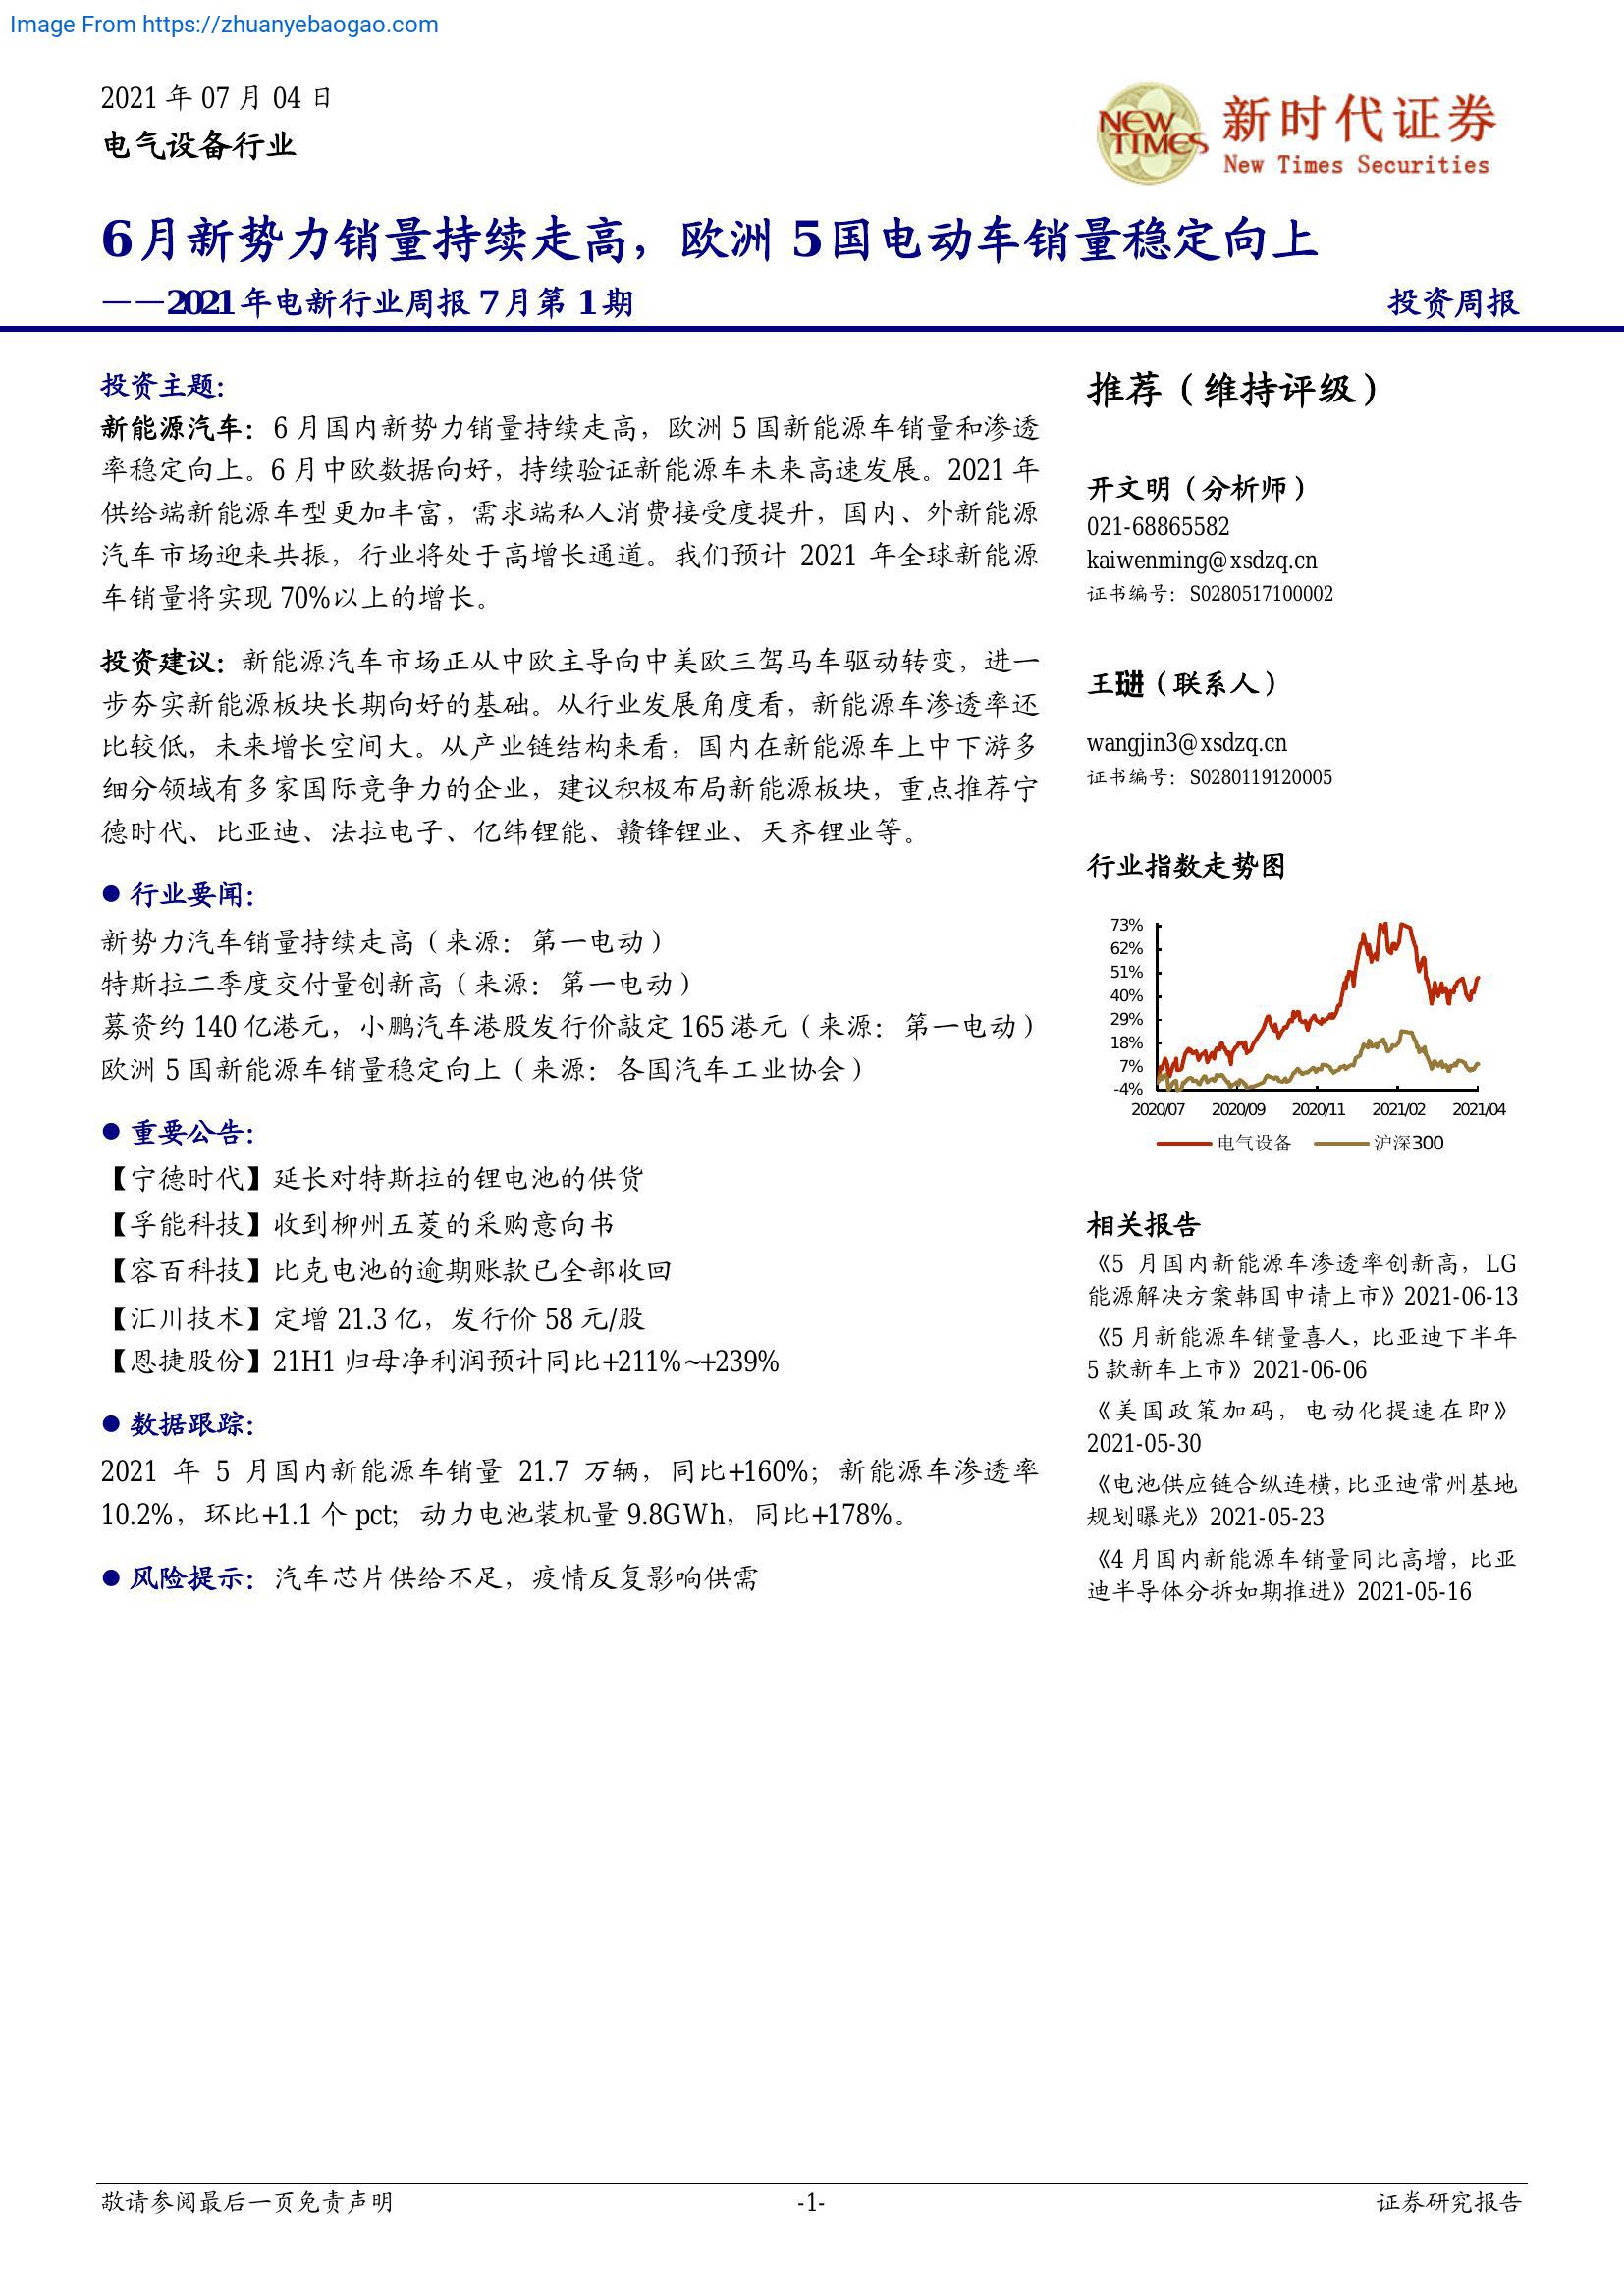 Image From https://zhuanyebaogao.com
2021 年 07 月 04 日
电气设备行业
NEW TIMES
新时代证券
New Times Securities
6月新势力销量持续走高，欧洲 5国电动车销量稳定向上
——2021年电新行业周报 7月第 1期
投资周报
投资主题：
新能源汽车：6 月国内新势力销量持续走高，欧洲 5 国新能源车销量和渗透
率稳定向上。6 月中欧数据向好，持续验证新能源车未来高速发展。2021 年
供给端新能源车型更加丰富，需求端私人消费接受度提升，国内、外新能源
汽车市场迎来共振，行业将处于高增长通道。我们预计 2021 年全球新能源
车销量将实现 70%以上的增长。
投资建议：新能源汽车市场正从中欧主导向中美欧三驾马车驱动转变，进一
步夯实新能源板块长期向好的基础。从行业发展角度看，新能源车渗透率还
比较低，未来增长空间大。从产业链结构来看，国内在新能源车上中下游多
细分领域有多家国际竞争力的企业，建议积极布局新能源板块，重点推荐宁
德时代、比亚迪、法拉电子、亿纬锂能、赣锋锂业、天齐锂业等。
● 行业要闻：
新势力汽车销量持续走高（来源：第一电动）
特斯拉二季度交付量创新高（来源：第一电动）
募资约 140 亿港元，小鹏汽车港股发行价敲定 165 港元（来源：第一电动）
欧洲 5 国新能源车销量稳定向上（来源：各国汽车工业协会）
● 重要公告：
【宁德时代】延长对特斯拉的锂电池的供货
【孚能科技】收到柳州五菱的采购意向书
【容百科技】比克电池的逾期账款已全部收回
【汇川技术】定增 21.3 亿，发行价 58 元/股
【恩捷股份】21H1 归母净利润预计同比+211%~+239%
● 数据跟踪：
2021 年 5 月国内新能源车销量 21.7 万辆，同比+160%；新能源车渗透率
10.2%，环比+1.1 个 pct；动力电池装机量 9.8GWh，同比+178%。
● 风险提示：汽车芯片供给不足，疫情反复影响供需
推荐（维持评级）
开文明（分析师）
021-68865582
kaiwenming@xsdzq.cn
证书编号：S0280517100002
王琎（联系人）
wangjin3@xsdzq.cn
证书编号：S0280119120005
行业指数走势图
73%
62%
51%
40%
29%
18%
7%
-4%
2020/07 2020/09 2020/11 2021/02 2021/04
电气设备 沪深300
相关报告
《5 月国内新能源车渗透率创新高，LG
能源解决方案韩国申请上市》2021-06-13
《5 月新能源车销量喜人，比亚迪下半年
5 款新车上市》2021-06-06
《美国政策加码，电动化提速在即》
2021-05-30
《电池供应链合纵连横，比亚迪常州基地
规划曝光》2021-05-23
《4 月国内新能源车销量同比高增，比亚
迪半导体分拆如期推进》2021-05-16
敬请参阅最后一页免责声明
-1-
证券研究报告